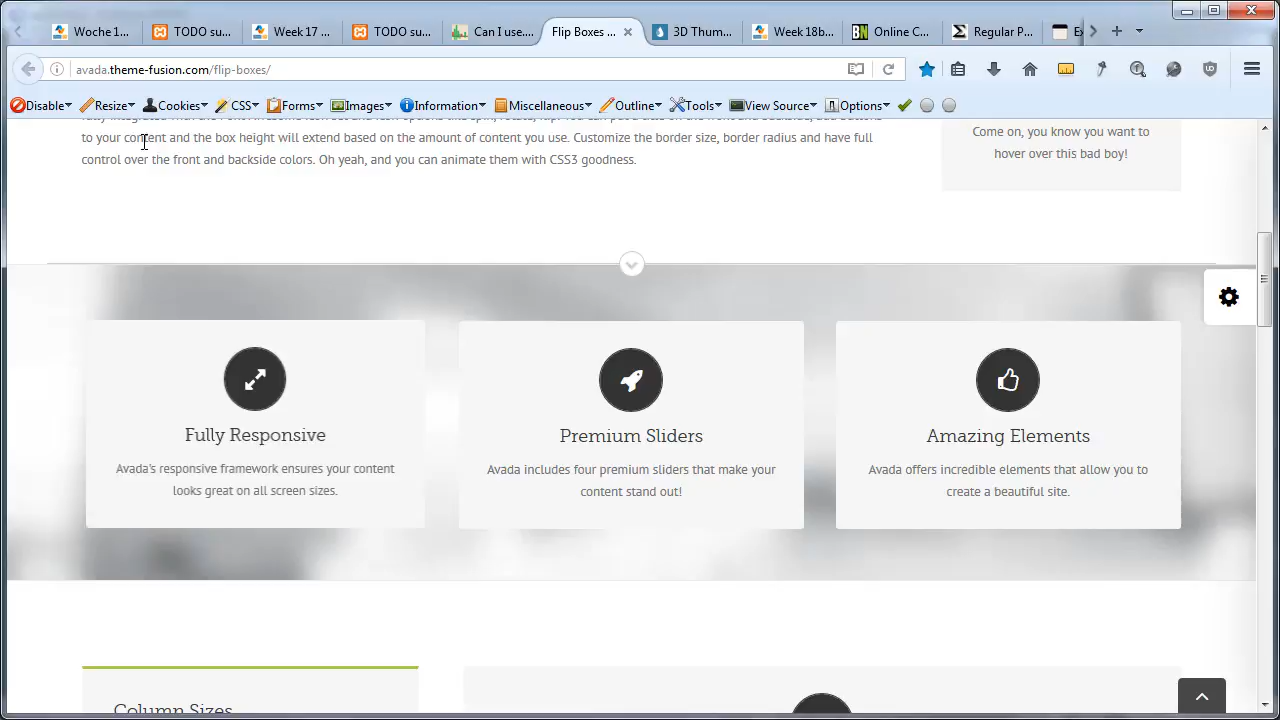 Woche 1...
TODO su...
Week 17 ...
TODO su...
Can I use....
Flip Boxes ...
3D Thum...
Week 18b...
Online C...
Regular P...
avada.theme-fusion.com/flip-boxes/
Disable
Resize
Cookies
CSS
Forms
Images
Information
Miscellaneous
Outline
Tools
View Source
Options
to your content and the box height will extend based on the amount of content you use. Customize the border size, border radius and have full
control over the front and backside colors. Oh yeah, and you can animate them with CSS3 goodness.
Come on, you know you want to
hover over this bad boy!
Fully Responsive
Avada's responsive framework ensures your content
looks great on all screen sizes.
Premium Sliders
Avada includes four premium sliders that make your
content stand out!
Amazing Elements
Avada offers incredible elements that allow you to
create a beautiful site.
Column Sizes